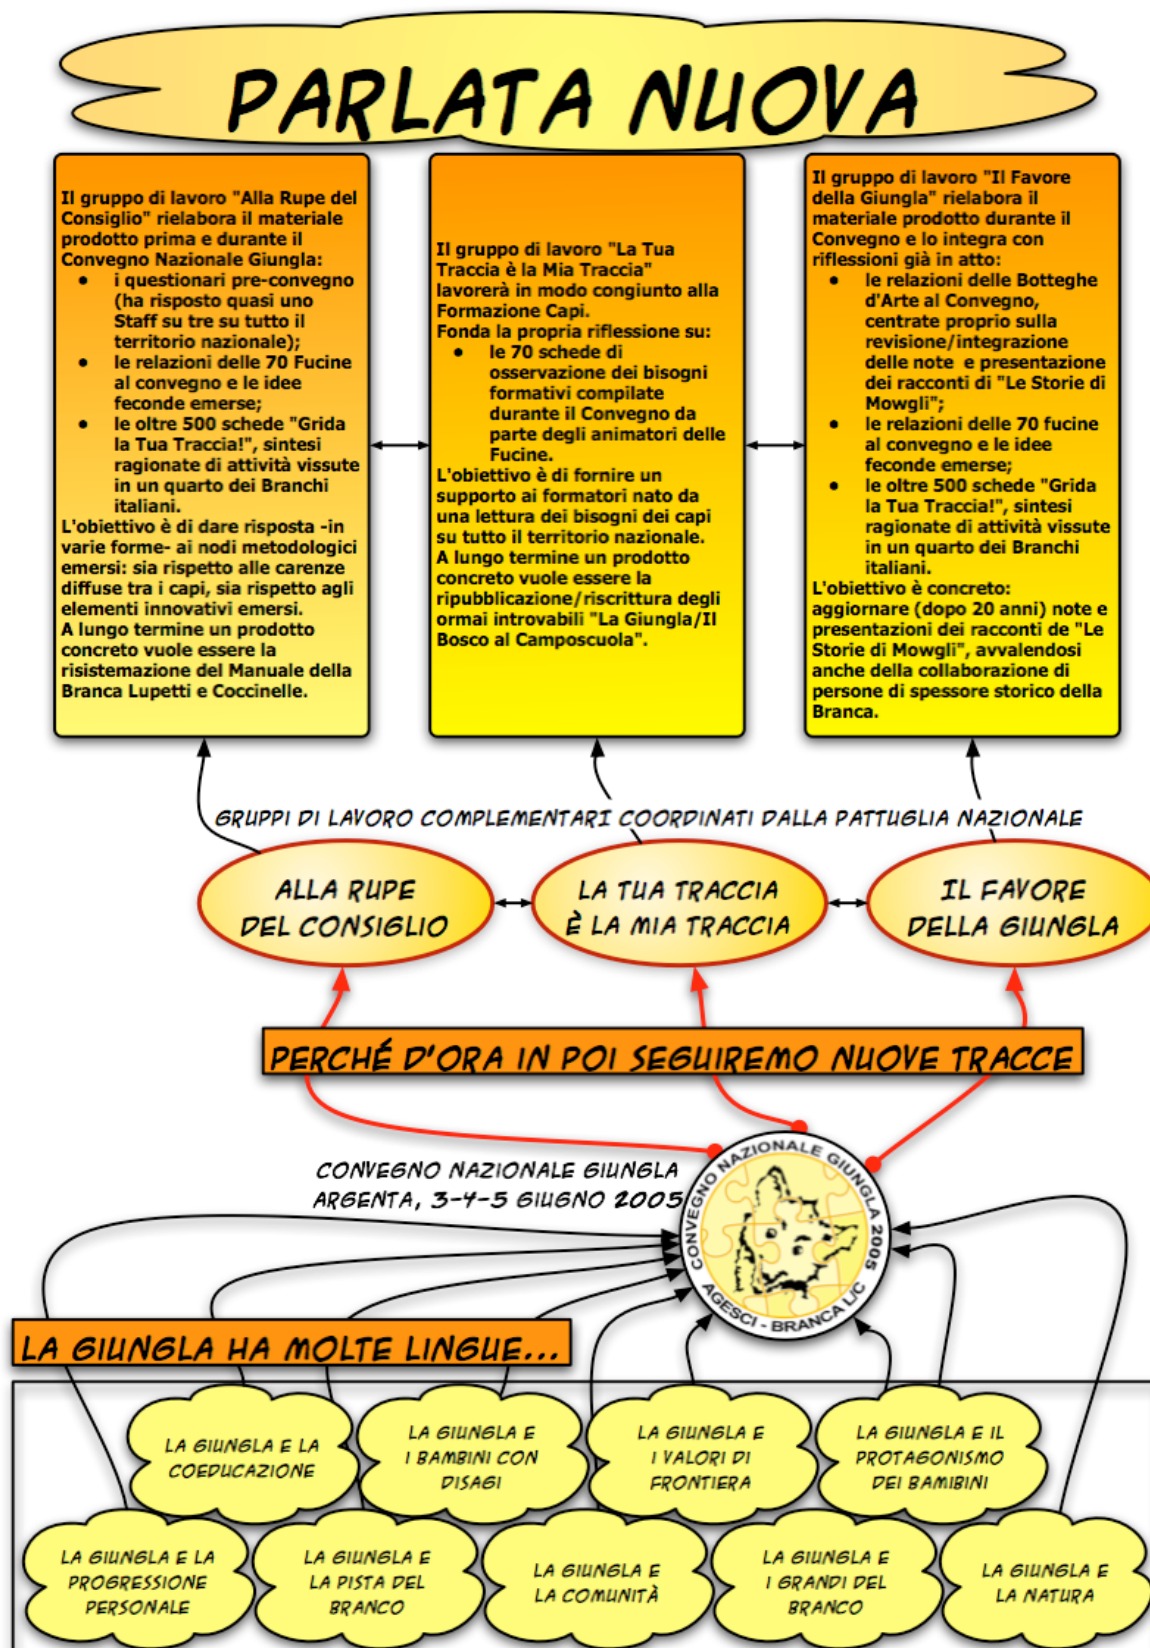 PARLATA NUOVA
Il gruppo di lavoro "Alla Rupe del
Consiglio" rielabora il materiale
prodotto prima e durante il
Convegno Nazionale Giungla:
• i questionari pre-convegno
(ha risposto quasi uno
Staff su tre su tutto il
territorio nazionale);
• le relazioni delle 70 Fucine
al convegno e le idee
feconde emerse;
• le oltre 500 schede "Grida
la Tua Traccia!", sintesi
ragionate di attività vissute
in un quarto dei Branchi
italiani.
L'obiettivo è di dare risposta -in
varie forme- ai nodi metodologici
emersi: sia rispetto alle carenze
diffuse tra i capi, sia rispetto agli
elementi innovativi emersi.
A lungo termine un prodotto
concreto vuole essere la
risistemazione del Manuale della
Branca Lupetti e Coccinelle.
Il gruppo di lavoro "La Tua
Traccia è la Mia Traccia"
lavorerà in modo congiunto alla
Formazione Capi.
Fonda la propria riflessione su:
• le 70 schede di
osservazione dei bisogni
formativi compilate
durante il Convegno da
parte degli animatori delle
Fucine.
L'obiettivo è di fornire un
supporto ai formatori nato da
una lettura dei bisogni dei capi
su tutto il territorio nazionale.
A lungo termine un prodotto
concreto vuole essere la
ripubblicazione/riscrittura degli
ormai introvabili "La Giungla/Il
Bosco al Camposcuola".
Il gruppo di lavoro "Il Favore
della Giungla" rielabora il
materiale prodotto durante il
Convegno e lo integra con
riflessioni già in atto:
• le relazioni delle Botteghe
d'Arte al Convegno,
centrate proprio sulla
revisione/integrazione
delle note e presentazione
dei racconti di "Le Storie di
Mowgli";
• le relazioni delle 70 fucine
al convegno e le idee
feconde emerse;
• le oltre 500 schede "Grida
la Tua Traccia!", sintesi
ragionate di attività vissute
in un quarto dei Branchi
italiani.
L'obiettivo è concreto:
aggiornare (dopo 20 anni) note e
presentazioni dei racconti de "Le
Storie di Mowgli", avvalendosi
anche della collaborazione di
persone di spessore storico della
Branca.
GRUPPI DI LAVORO COMPLEMENTARI COORDINATI DALLA PATTUGLIA NAZIONALE
ALLA RUPE
DEL CONSIGLIO
LA TUA TRACCIA
È LA MIA TRACCIA
IL FAVORE
DELLA GIUNGLA
PERCHÉ D'ORA IN POI SEGUIREMO NUOVE TRACCE
CONVEGNO NAZIONALE GIUNGLA
ARGENTA, 3-4-5 GIUGNO 2005
CONVEGNO NAZIONALE GIUNGLA 2005
AGESCI - BRANCA L/C
LA GIUNGLA HA MOLTE LINGUE...
LA GIUNGLA E LA
COEDUCAZIONE
LA GIUNGLA E
I BAMBINI CON
DISAGI
LA GIUNGLA E
I VALORI DI
FRONTIERA
LA GIUNGLA E IL
PROTAGONISMO
DEI BAMIBINI
LA GIUNGLA E LA
PROGRESSIONE
PERSONALE
LA GIUNGLA E
LA PISTA DEL
BRANCO
LA GIUNGLA E
LA COMUNITÀ
LA GIUNGLA E
I GRANDI DEL
BRANCO
LA GIUNGLA E
LA NATURA